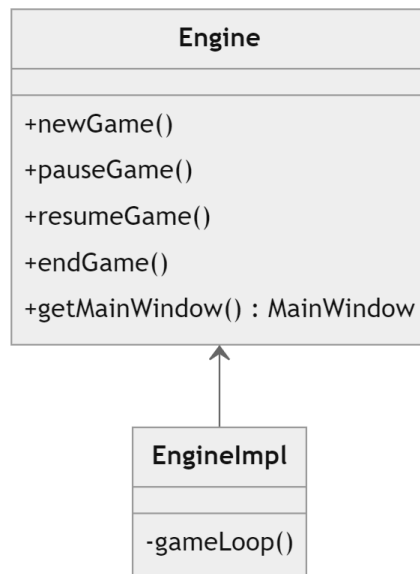 Engine
+newGame()
+pauseGame()
+resumeGame()
+endGame()
+getMainWindow() : MainWindow
EngineImpl
-gameLoop()